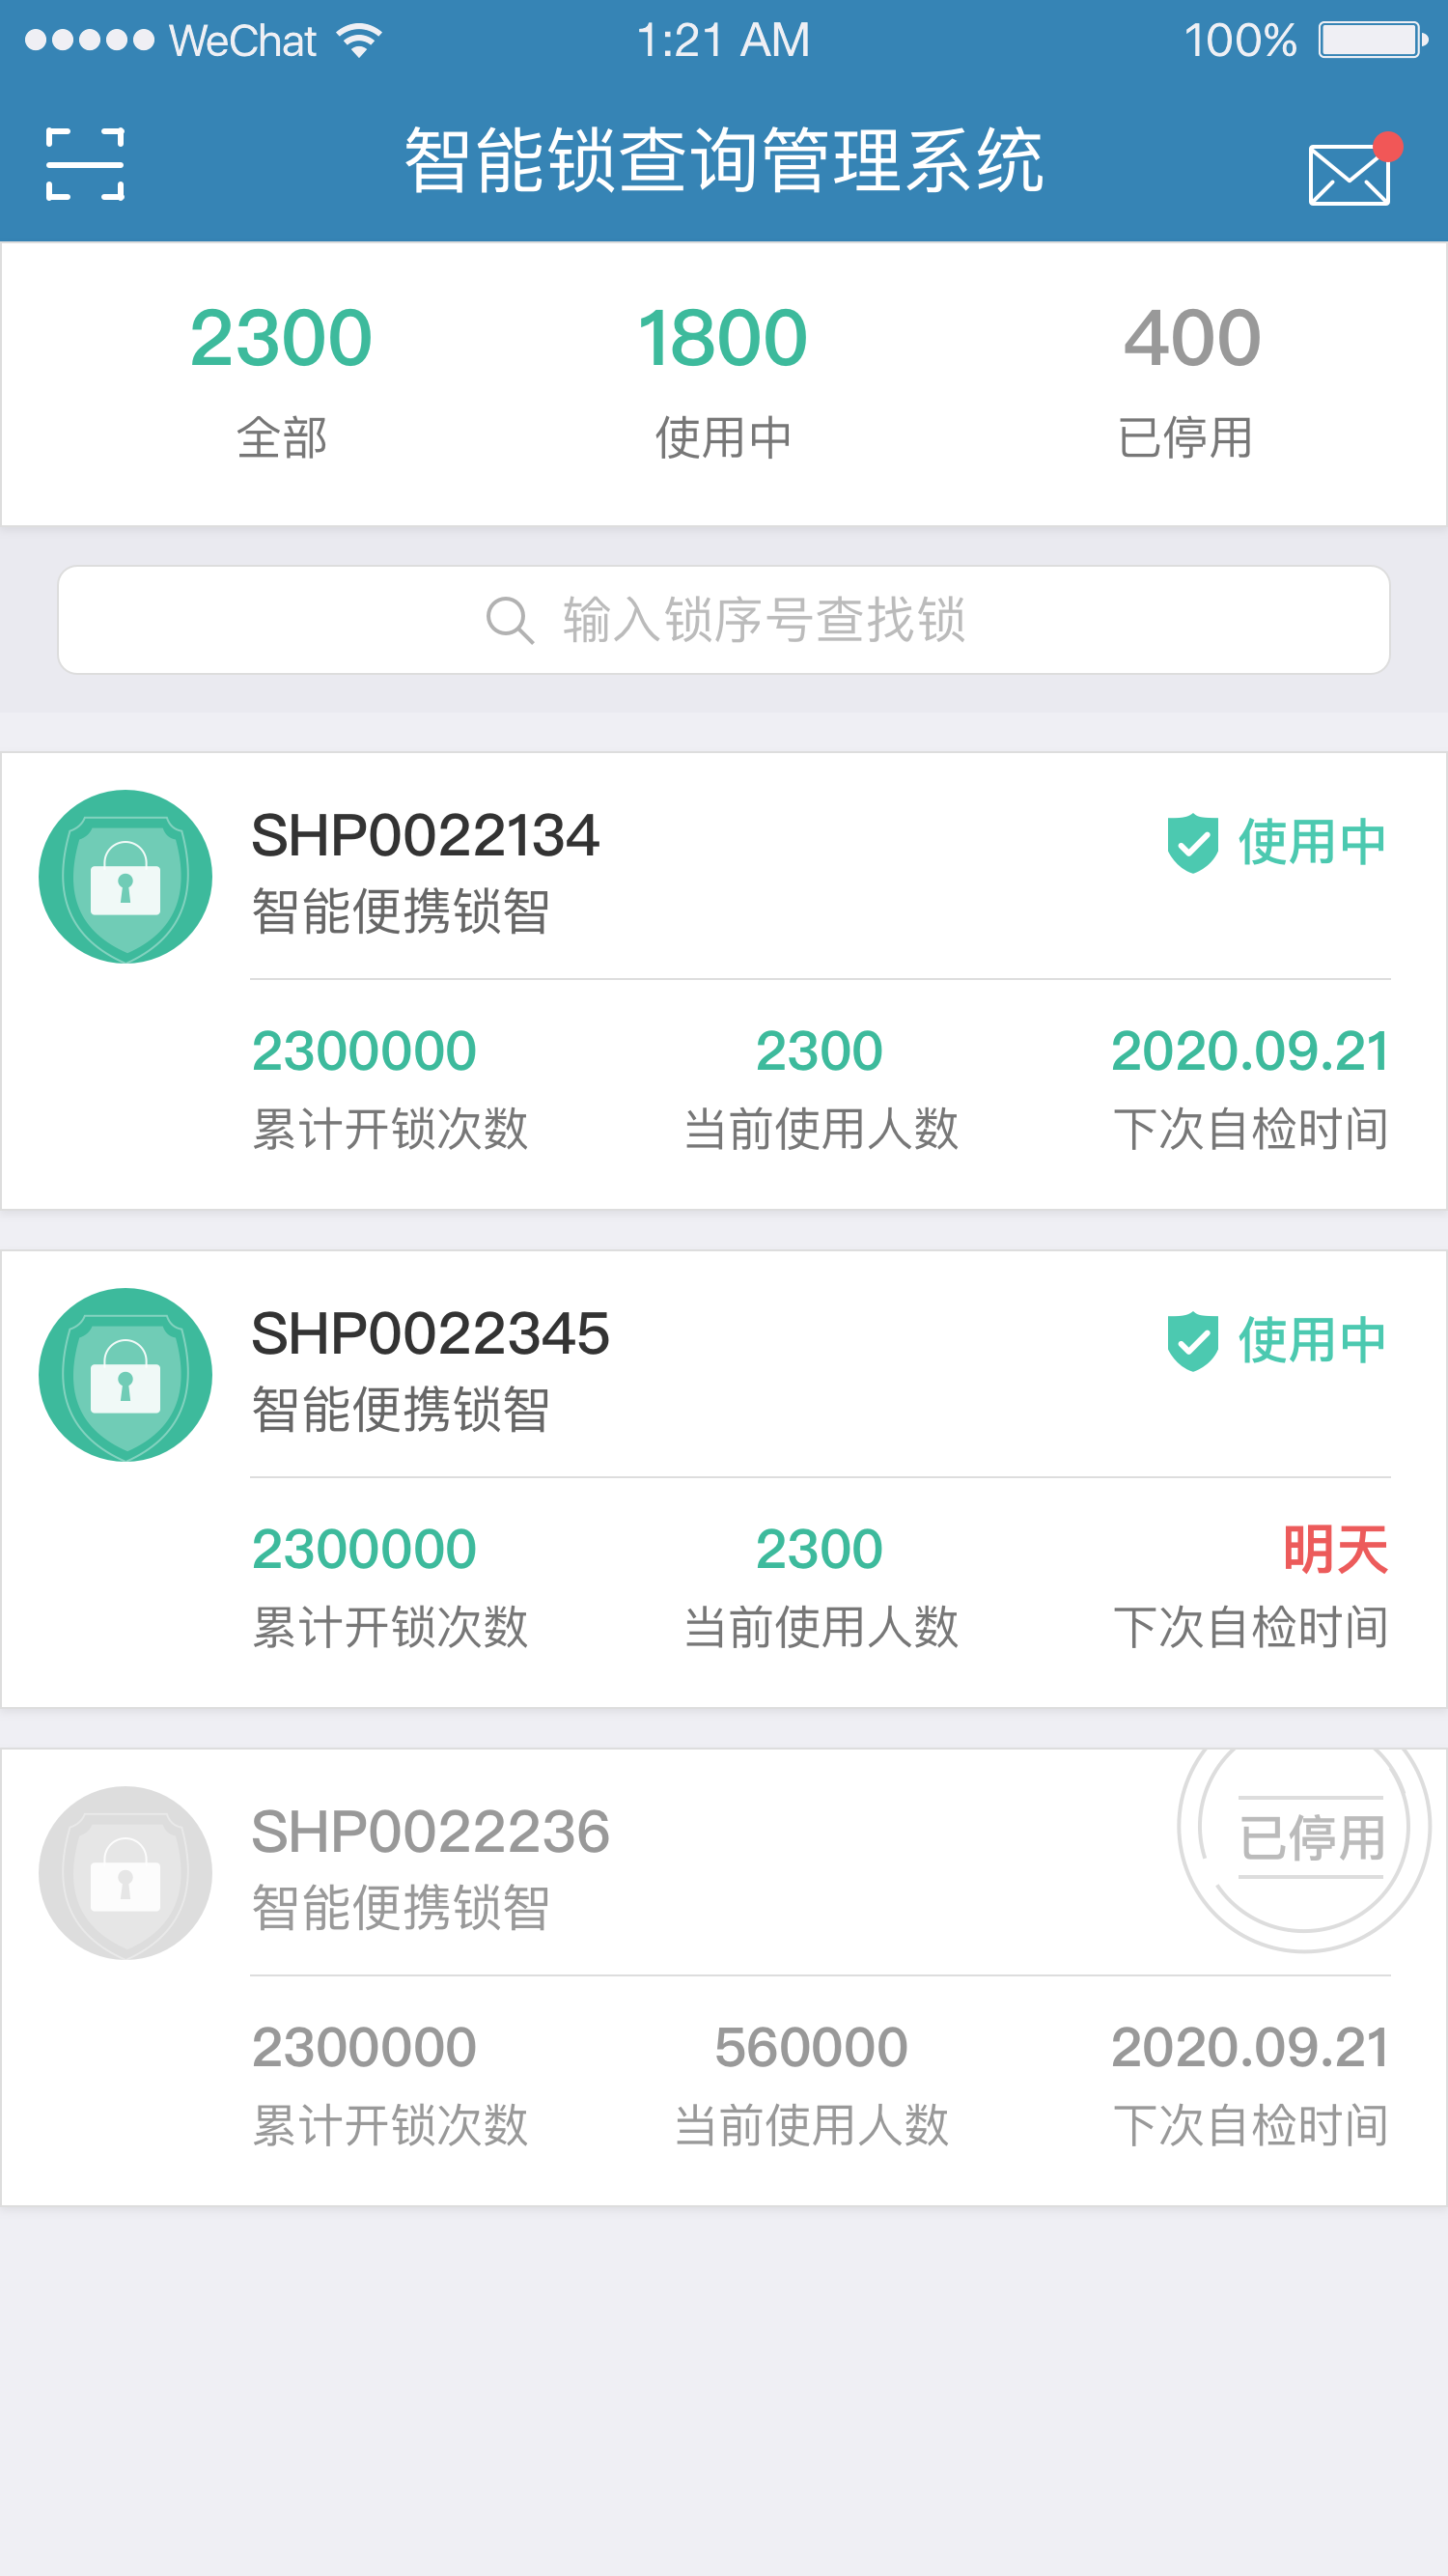 WeChat 1:21 AM 100%
智能锁查询管理系统
2300 1800 400
全部 使用中 已停用
输入锁序号查找锁
SHP0022134 使用中
智能便携锁智
2300000 2300 2020.09.21
累计开锁次数 当前使用人数 下次自检时间
SHP0022345 使用中
智能便携锁智
2300000 2300 明天
累计开锁次数 当前使用人数 下次自检时间
SHP0022236 已停用
智能便携锁智
2300000 560000 2020.09.21
累计开锁次数 当前使用人数 下次自检时间